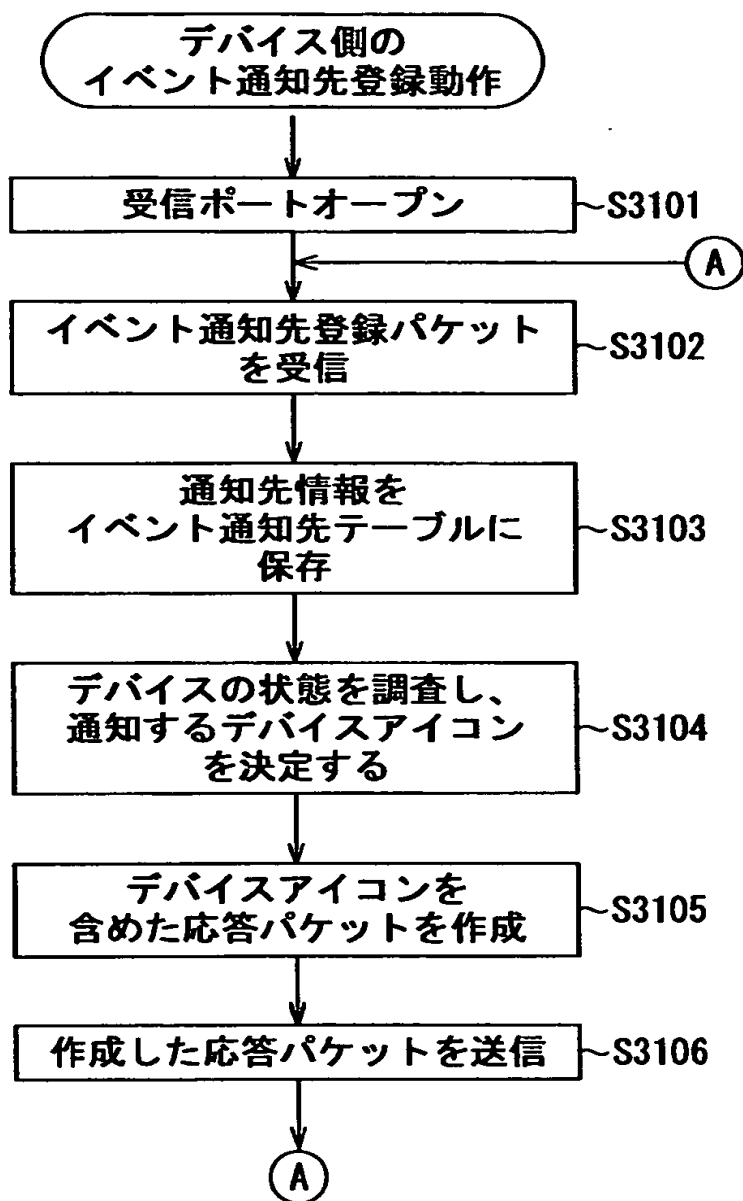 デバイス側の
イベント通知先登録動作
受信ポートオープン
~S3101
A
イベント通知先登録パケット
を受信
~S3102
通知先情報を
イベント通知先テーブルに
保存
~S3103
デバイスの状態を調査し、
通知するデバイスアイコン
を決定する
~S3104
デバイスアイコンを
含めた応答パケットを作成
~S3105
作成した応答パケットを送信
~S3106
A